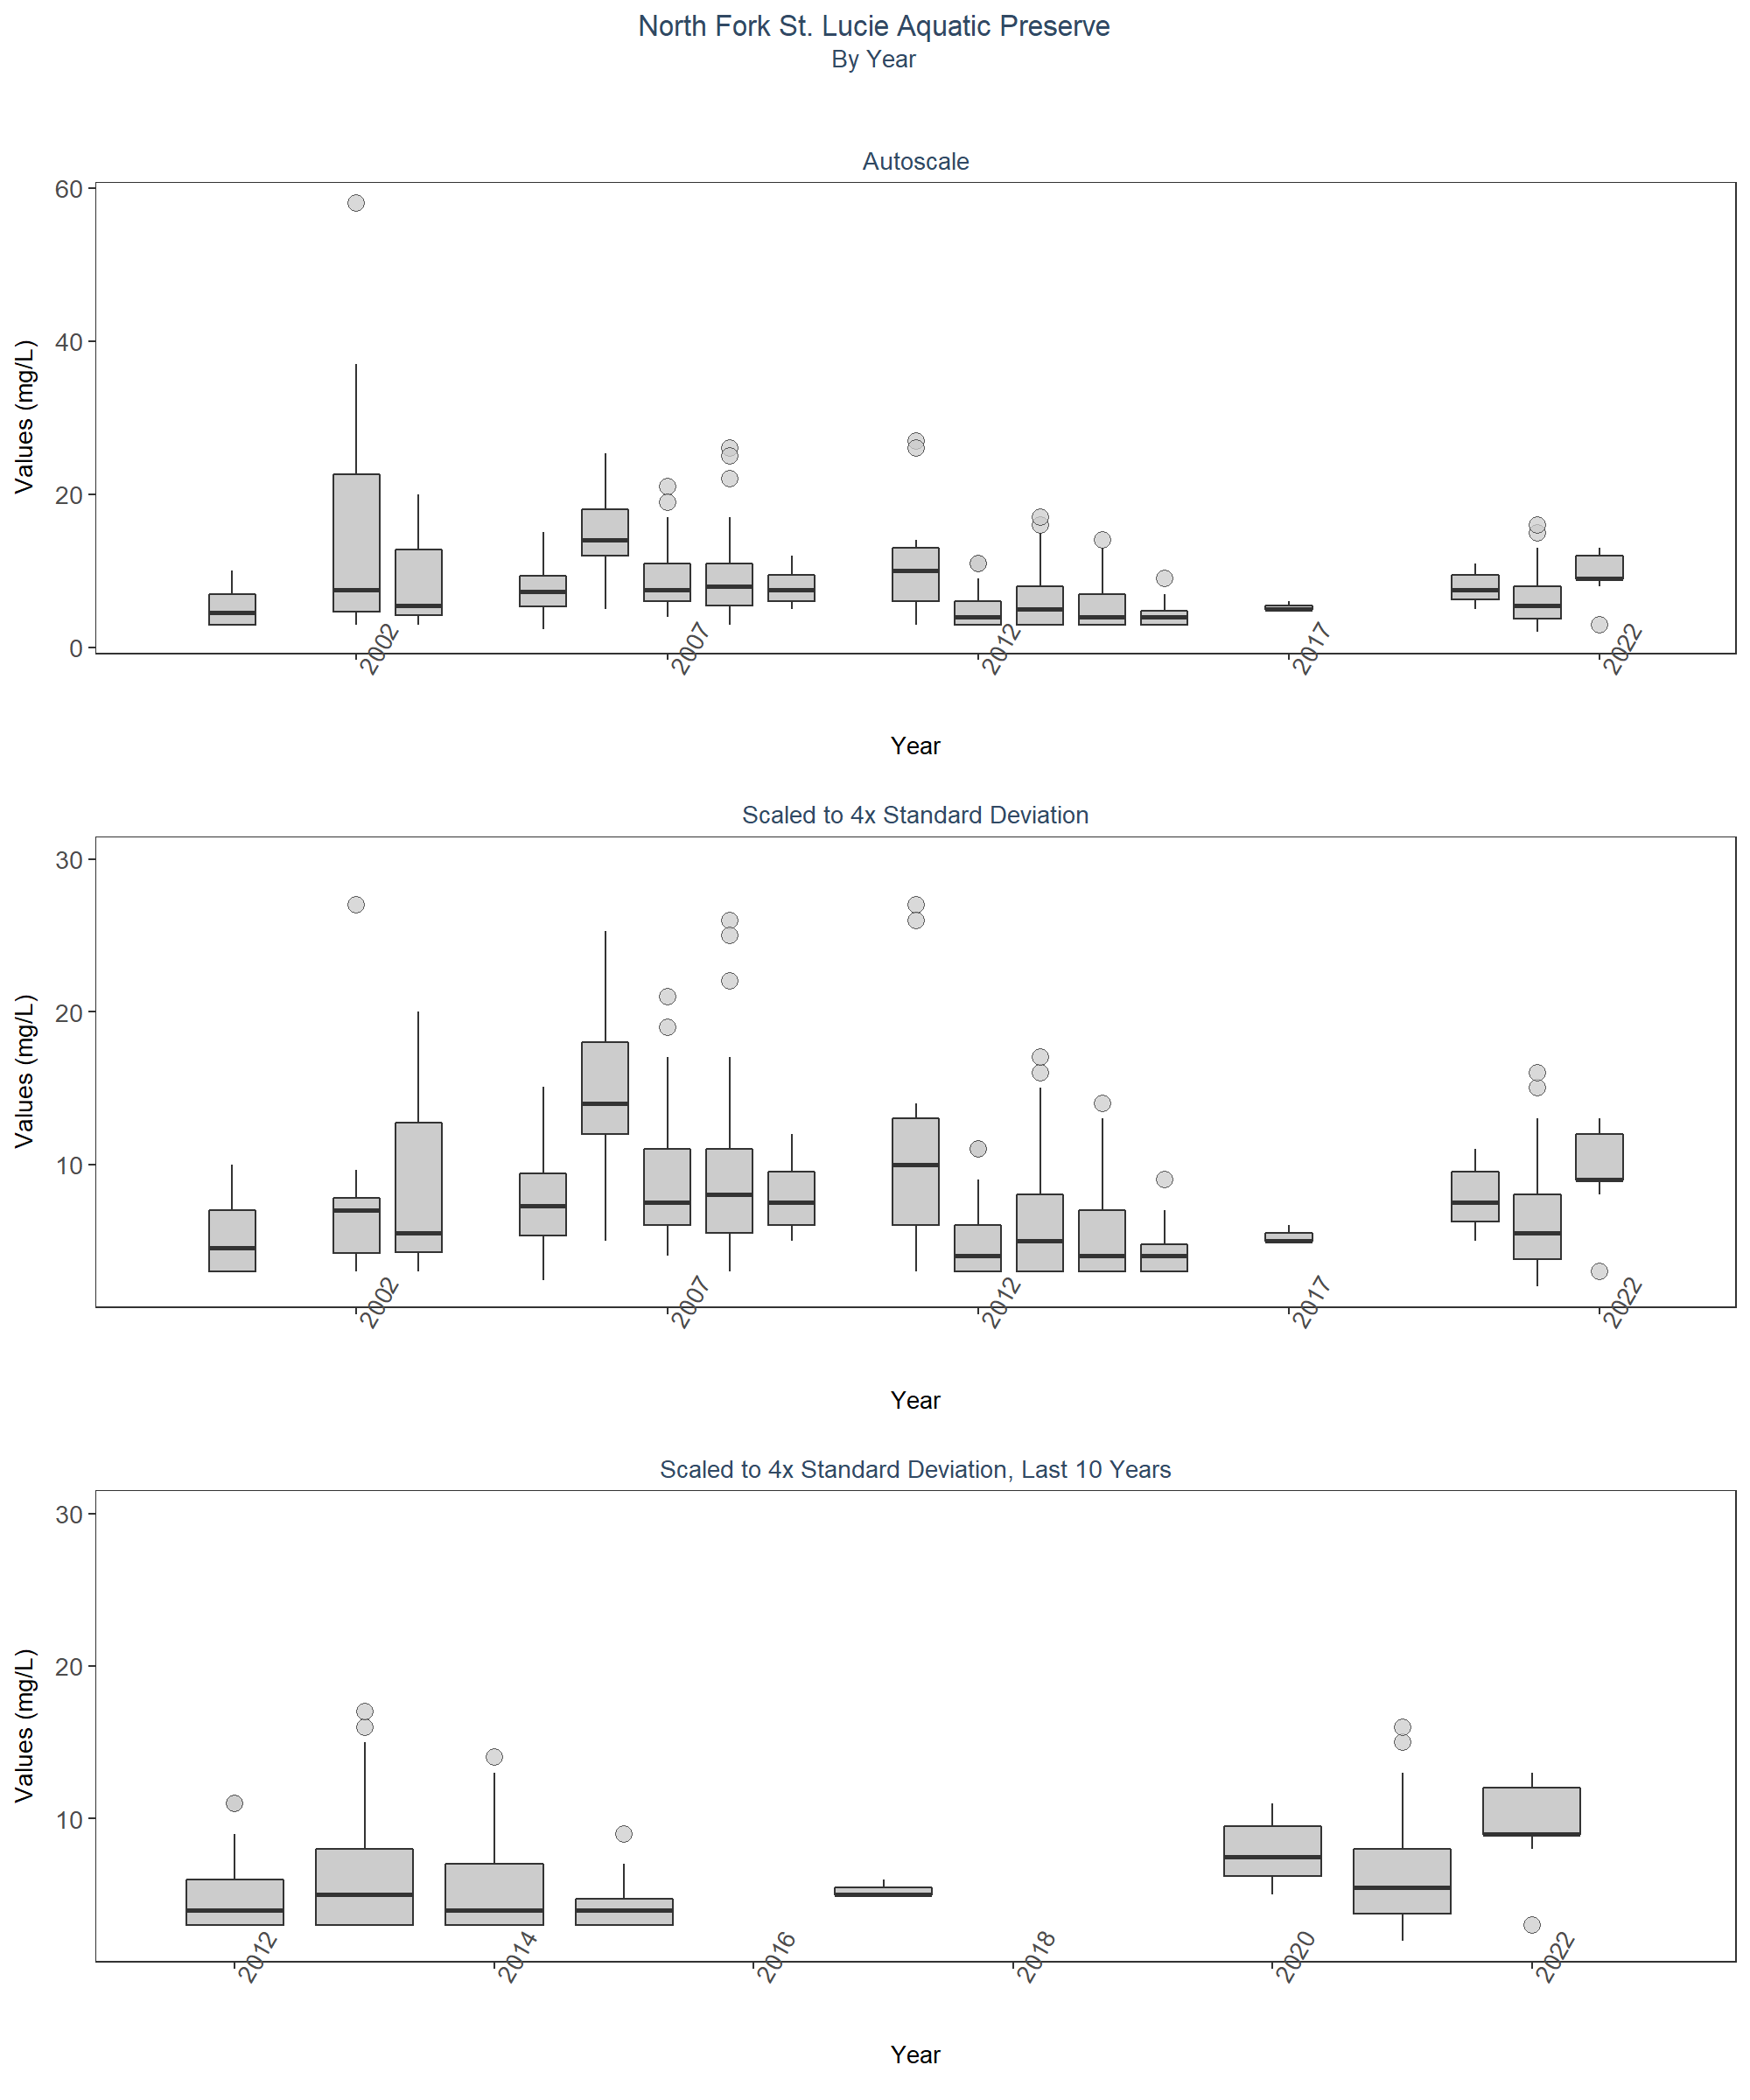 North Fork St. Lucie Aquatic Preserve
By Year
Autoscale
Values (mg/L)
60
40
20
0
2002
2007
2012
2017
2022
Year
Scaled to 4x Standard Deviation
Values (mg/L)
30
20
10
2002
2007
2012
2017
2022
Year
Scaled to 4x Standard Deviation, Last 10 Years
Values (mg/L)
30
20
10
2012
2014
2016
2018
2020
2022
Year